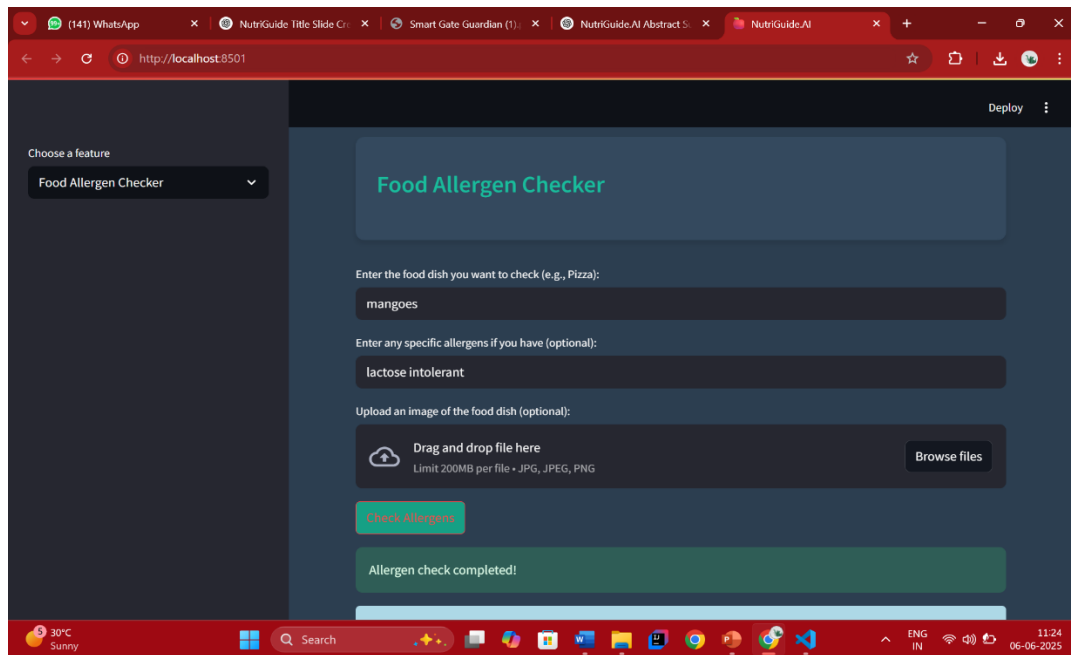 (141) WhatsApp
NutriGuide Title Slide Cr
Smart Gate Guardian (1).
NutriGuide.AI Abstract S
NutriGuide.AI
http://localhost:8501
Deploy
Choose a feature
Food Allergen Checker
Food Allergen Checker
Enter the food dish you want to check (e.g., Pizza):
mangoes
Enter any specific allergens if you have (optional):
lactose intolerant
Upload an image of the food dish (optional):
Drag and drop file here
Limit 200MB per file • JPG, JPEG, PNG
Browse files
Check Allergens
Allergen check completed!
5
30°C
Sunny
Search
ENG
IN
11:24
06-06-2025